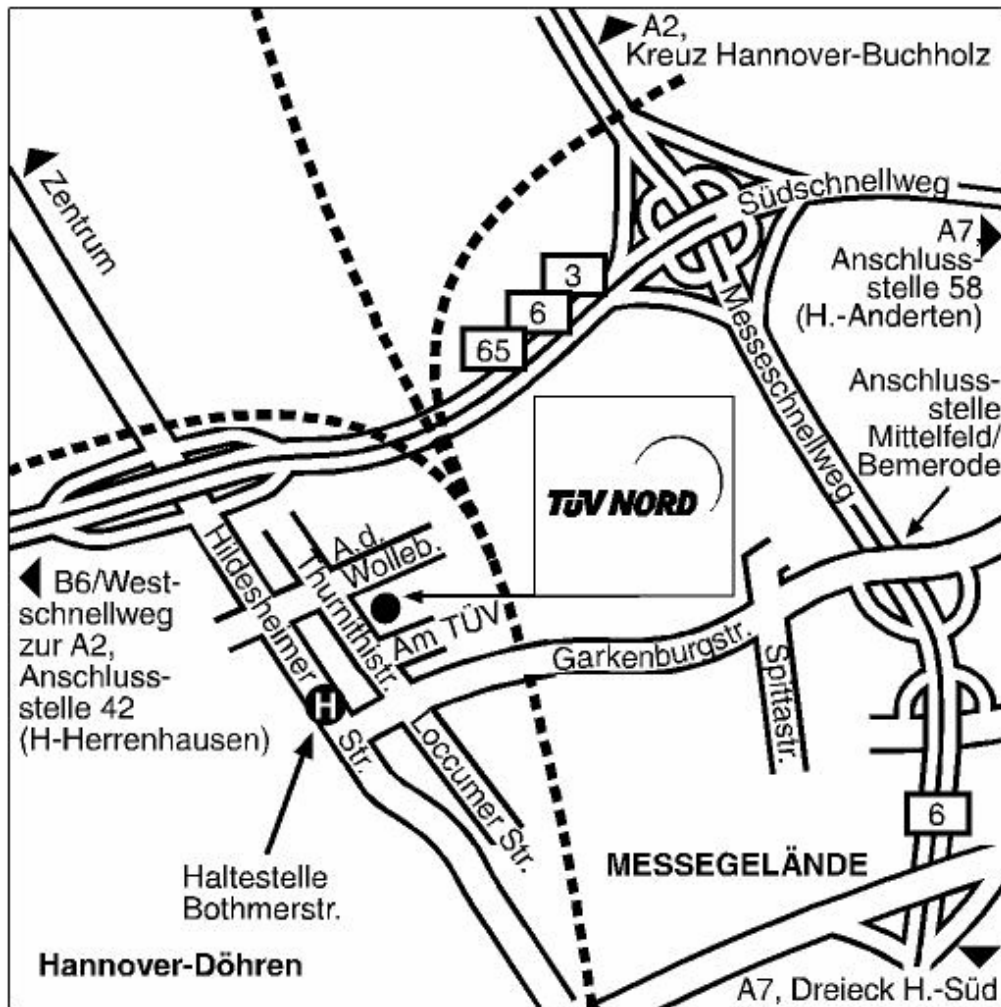 A2,
Kreuz Hannover-Buchholz
Zentrum
Südschnellweg
A7,
Anschluss-
stelle 58
(H.-Anderten)
3
6
65
Messeschnellweg
Anschluss-
stelle
Mittelfeld/
Bemerode
TÜV NORD
A.d.
Wolleb.
Hildesheimer
Str.
Thurnithistr.
Am TÜV
B6/West-
schnellweg
zur A2,
Anschluss-
stelle 42
(H-Herrenhausen)
Garkenburgstr.
Spittastr.
H
Loccumer Str.
6
MESSEGELÄNDE
Haltestelle
Bothmerstr.
Hannover-Döhren
A7, Dreieck H.-Süd